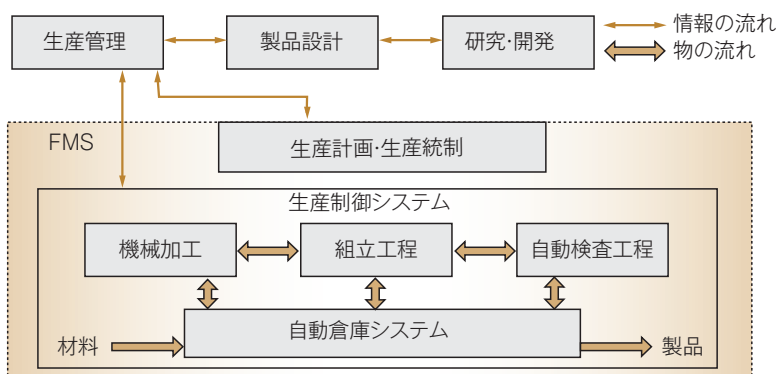 生産管理
製品設計
研究・開発
情報の流れ
物の流れ
FMS
生産計画・生産統制
生産制御システム
機械加工
組立工程
自動検査工程
自動倉庫システム
材料
製品